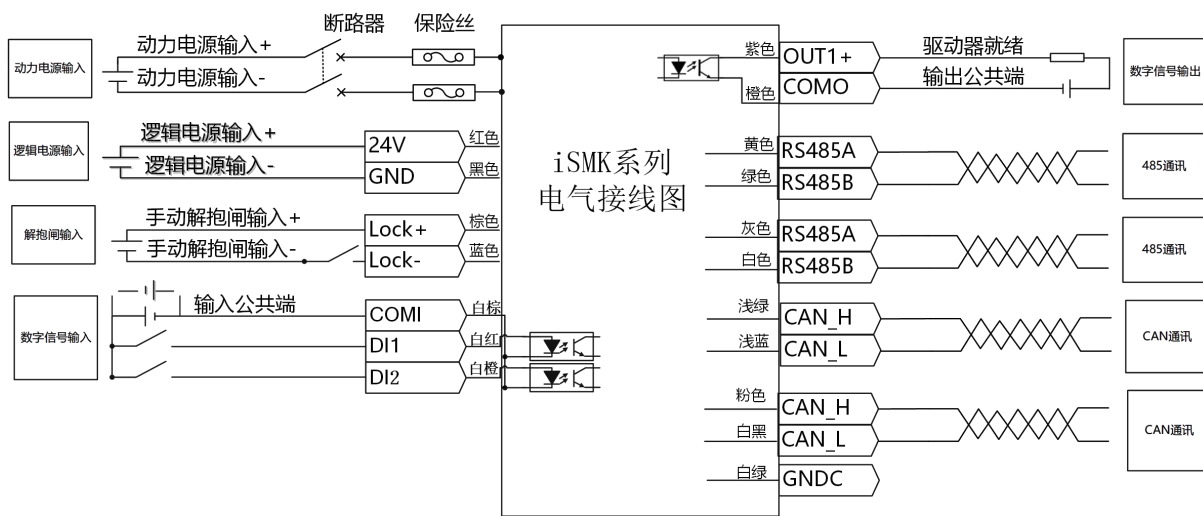 断路器 保险丝
动力电源输入
动力电源输入+
动力电源输入-
逻辑电源输入
逻辑电源输入+
逻辑电源输入-
24V 红色
GND 黑色
解抱闸输入
手动解抱闸输入+
手动解抱闸输入-
Lock+ 棕色
Lock- 蓝色
数字信号输入
输入公共端
COMI 白棕
DI1 白红
DI2 白橙
iSMK系列
电气接线图
紫色 OUT1+ 驱动器就绪
橙色 COMO 输出公共端
数字信号输出
黄色 RS485A
绿色 RS485B
485通讯
灰色 RS485A
白色 RS485B
485通讯
浅绿 CAN_H
浅蓝 CAN_L
CAN通讯
粉色 CAN_H
白黑 CAN_L
CAN通讯
白绿 GNDC